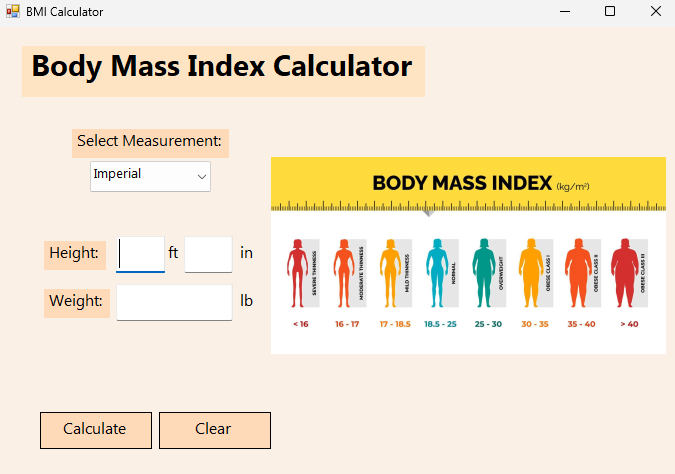 BMI Calculator
Body Mass Index Calculator
Select Measurement:
Imperial
BODY MASS INDEX (kg/m²)
Height: ft in
Weight: lb
SEVERE THINNESS
MODERATE THINNESS
MILD THINNESS
NORMAL
OVERWEIGHT
OBESE CLASS I
OBESE CLASS II
OBESE CLASS III
< 16 16 - 17 17 - 18.5 18.5 - 25 25 - 30 30 - 35 35 - 40 > 40
Calculate Clear